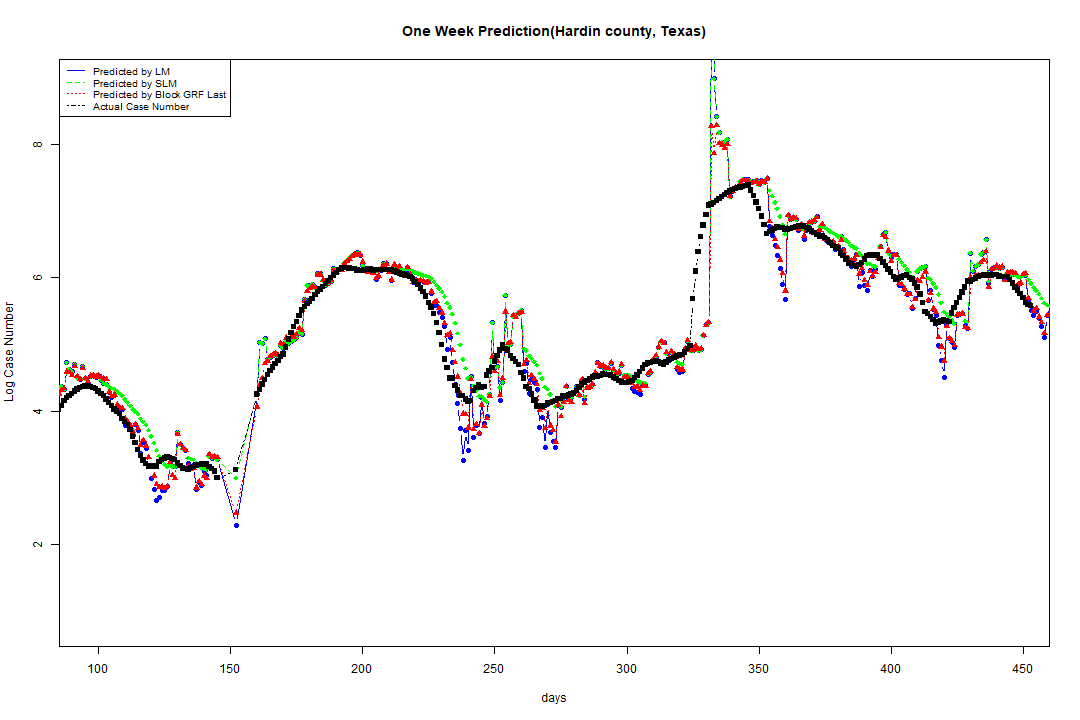 One Week Prediction(Hardin county, Texas)
Predicted by LM
Predicted by SLM
Predicted by Block GRF Last
Actual Case Number
8
6
4
2
Log Case Number
100 150 200 250 300 350 400 450
days